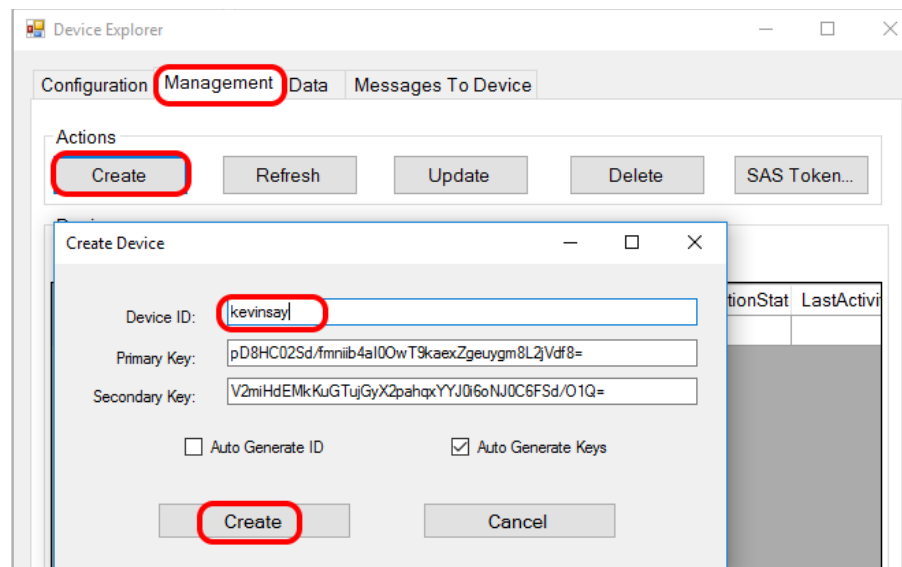 Device Explorer
Configuration Management Data Messages To Device
Actions
Create Refresh Update Delete SAS Token...
Create Device
tionStat LastActivi
Device ID: kevinsay
Primary Key: pD8HC02Sd/fmniib4aI0OwT9kaexZgeuygm8L2jVdf8=
Secondary Key: V2miHdEMkKuGTujGyX2pahqxYYJ0i6oNJ0C6FSd/O1Q=
Auto Generate ID Auto Generate Keys
Create Cancel